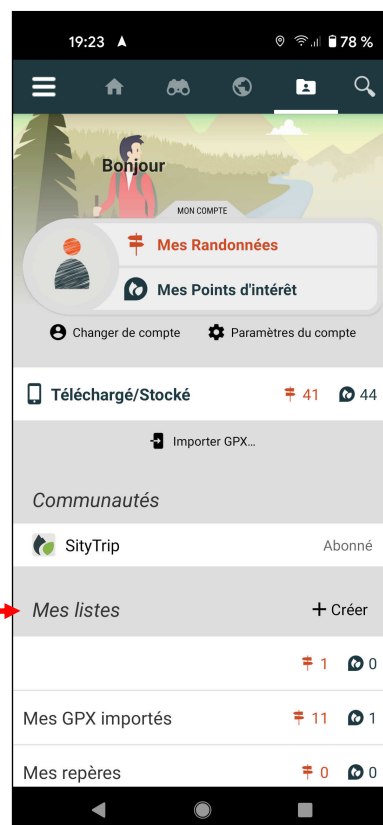 19:23 78 %
Bonjour
MON COMPTE
Mes Randonnées
Mes Points d'intérêt
Changer de compte Paramètres du compte
Téléchargé/Stocké 41 44
Importer GPX...
Communautés
SityTrip Abonné
Mes listes + Créer
1 0
Mes GPX importés 11 1
Mes repères 0 0